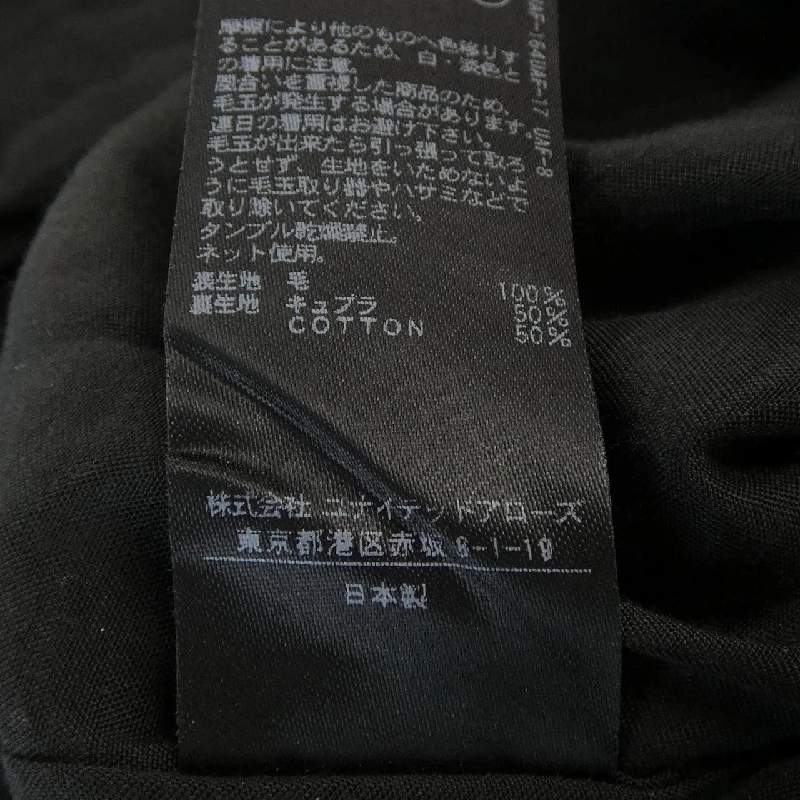 摩擦により他のものへ色移りす
ることがあるため、白・淡色と
の着用に注意。
風合いを重視した商品のため、
毛玉が発生する場合があります。
連日の着用はお避け下さい。
毛玉が出来たら引っ張って取ろ
うとせず、生地をいためないよ
うに毛玉取り器やハサミなどで
取り除いてください。
タンブル乾燥禁止。
ネット使用。
表生地 毛 100%
裏生地 キュプラ 50%
COTTON 50%
株式会社 ユナイテッドアローズ
東京都港区赤坂8-1-19
日本製